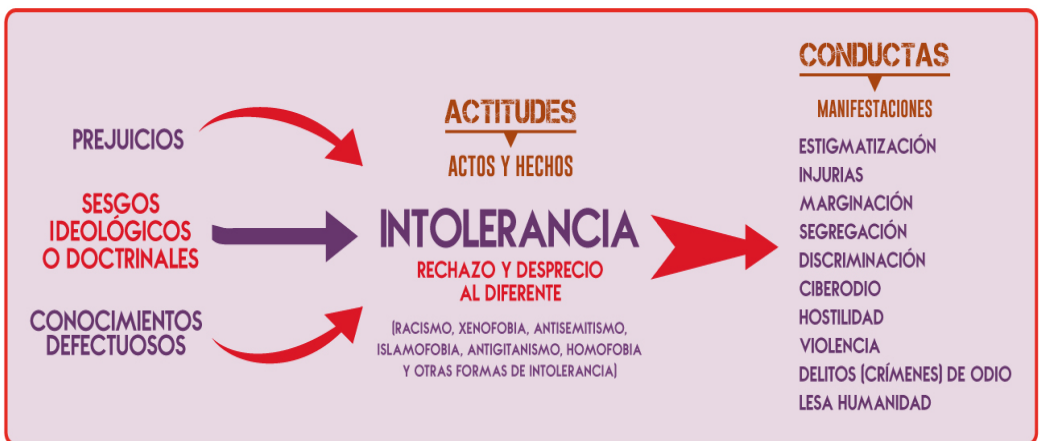 PREJUICIOS
SESGOS
IDEOLÓGICOS
O DOCTRINALES
CONOCIMIENTOS
DEFECTUOSOS
ACTITUDES
ACTOS Y HECHOS
INTOLERANCIA
RECHAZO Y DESPRECIO
AL DIFERENTE
(RACISMO, XENOFOBIA, ANTISEMITISMO,
ISLAMOFOBIA, ANTIGITANISMO, HOMOFOBIA
Y OTRAS FORMAS DE INTOLERANCIA)
CONDUCTAS
MANIFESTACIONES
ESTIGMATIZACIÓN
INJURIAS
MARGINACIÓN
SEGREGACIÓN
DISCRIMINACIÓN
CIBERODIO
HOSTILIDAD
VIOLENCIA
DELITOS (CRÍMENES) DE ODIO
LESA HUMANIDAD